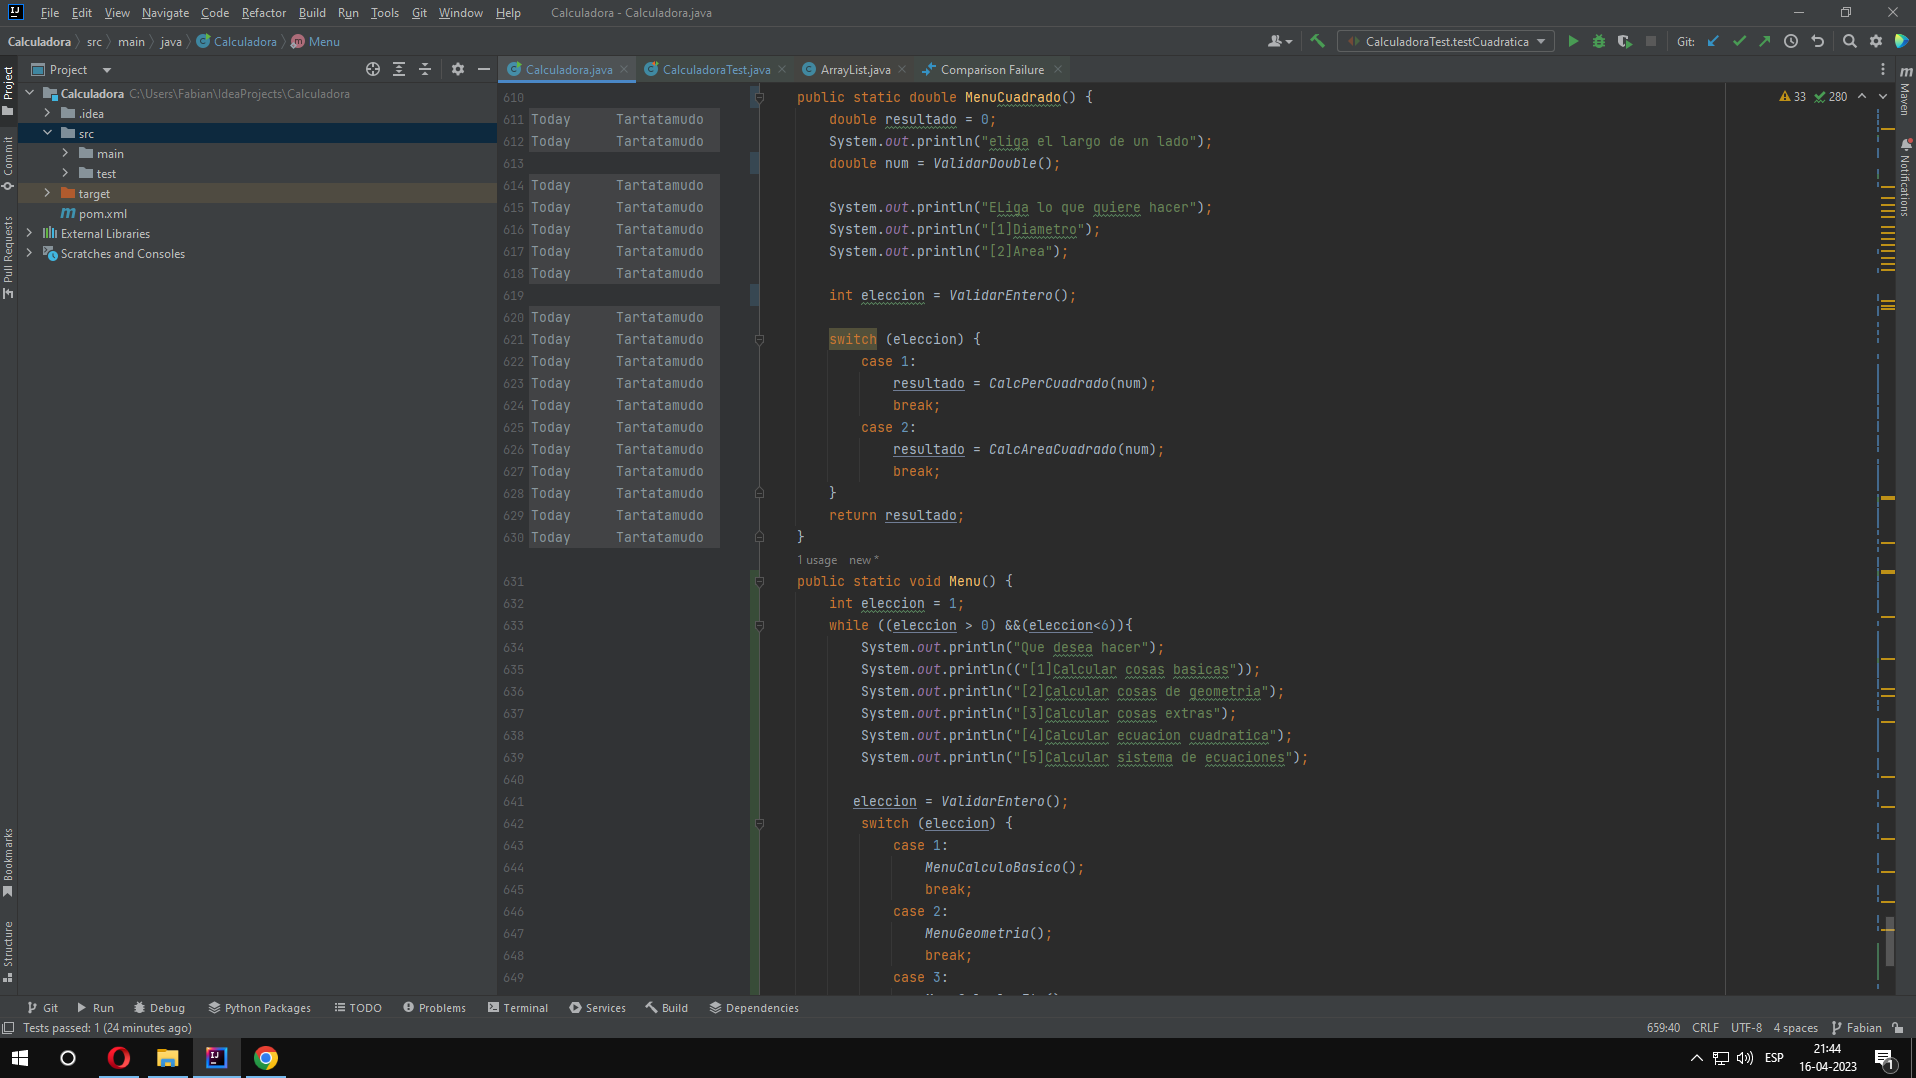 File Edit View Navigate Code Refactor Build Run Tools Git Window Help Calculadora - Calculadora.java
Calculadora src main java Calculadora Menu
CalculadoraTest.testCuadratica Git:
Project
Calculadora.java CalculadoraTest.java ArrayList.java Comparison Failure
Calculadora C:\Users\Fabian\IdeaProjects\Calculadora
.idea
src
main
test
target
pom.xml
External Libraries
Scratches and Consoles
Project
Commit
Pull Requests
Bookmarks
Structure
Maven
Notifications
33 280
610 public static double MenuCuadrado() {
611 Today Tartatamudo double resultado = 0;
612 Today Tartatamudo System.out.println("eliga el largo de un lado");
613 double num = ValidarDouble();
614 Today Tartatamudo
615 Today Tartatamudo System.out.println("ELiga lo que quiere hacer");
616 Today Tartatamudo System.out.println("[1]Diametro");
617 Today Tartatamudo System.out.println("[2]Area");
618 Today Tartatamudo
619 int eleccion = ValidarEntero();
620 Today Tartatamudo
621 Today Tartatamudo switch (eleccion) {
622 Today Tartatamudo case 1:
623 Today Tartatamudo resultado = CalcPerCuadrado(num);
624 Today Tartatamudo break;
625 Today Tartatamudo case 2:
626 Today Tartatamudo resultado = CalcAreaCuadrado(num);
627 Today Tartatamudo break;
628 Today Tartatamudo }
629 Today Tartatamudo return resultado;
630 Today Tartatamudo }
1 usage new *
631 public static void Menu() {
632 int eleccion = 1;
633 while ((eleccion > 0) &&(eleccion<6)){
634 System.out.println("Que desea hacer");
635 System.out.println(("[1]Calcular cosas basicas"));
636 System.out.println("[2]Calcular cosas de geometria");
637 System.out.println("[3]Calcular cosas extras");
638 System.out.println("[4]Calcular ecuacion cuadratica");
639 System.out.println("[5]Calcular sistema de ecuaciones");
640
641 eleccion = ValidarEntero();
642 switch (eleccion) {
643 case 1:
644 MenuCalculoBasico();
645 break;
646 case 2:
647 MenuGeometria();
648 break;
649 case 3:
Git Run Debug Python Packages TODO Problems Terminal Services Build Dependencies
Tests passed: 1 (24 minutes ago) 659:40 CRLF UTF-8 4 spaces Fabian
ESP 21:44
16-04-2023 1